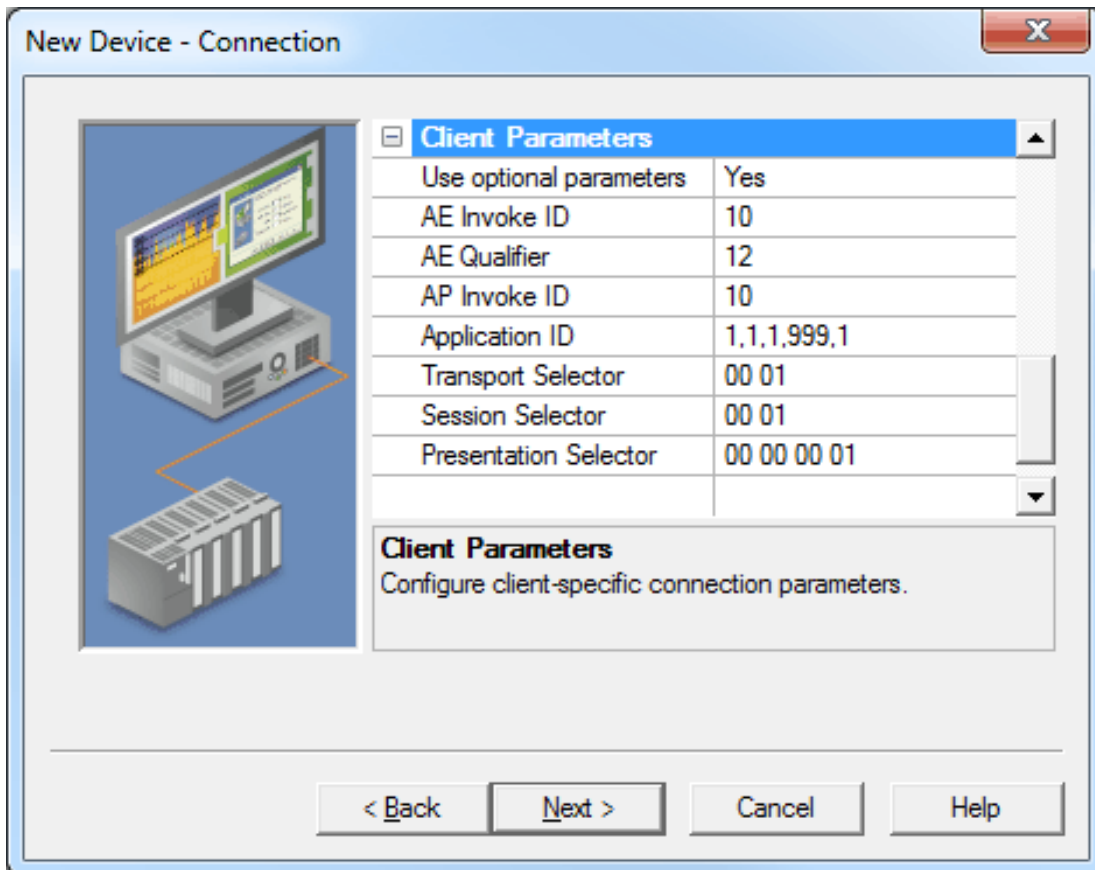 New Device - Connection
Client Parameters
Use optional parameters Yes
AE Invoke ID 10
AE Qualifier 12
AP Invoke ID 10
Application ID 1,1,1,999,1
Transport Selector 00 01
Session Selector 00 01
Presentation Selector 00 00 00 01
Client Parameters
Configure client-specific connection parameters.
< Back Next > Cancel Help